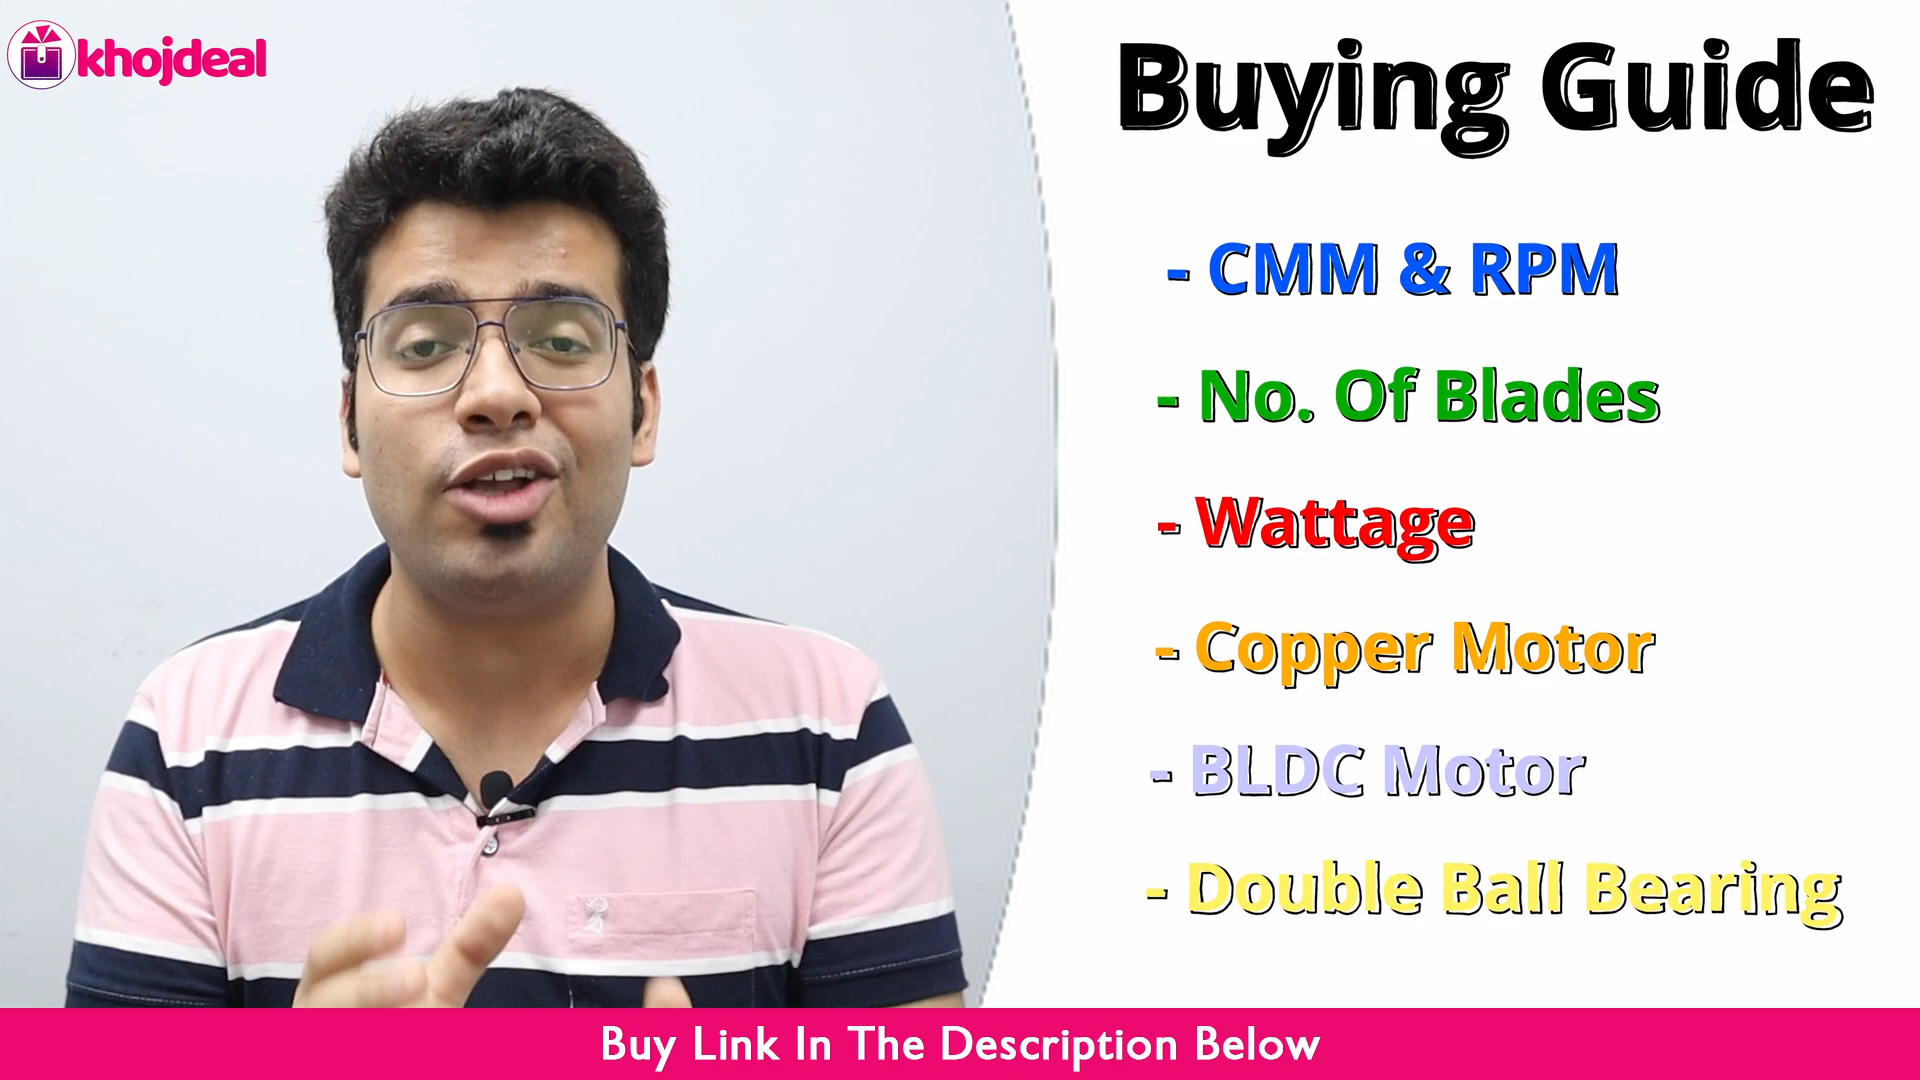 khojdeal
Buying Guide
- CMM & RPM
- No. Of Blades
- Wattage
- Copper Motor
- BLDC Motor
- Double Ball Bearing
Buy Link In The Description Below